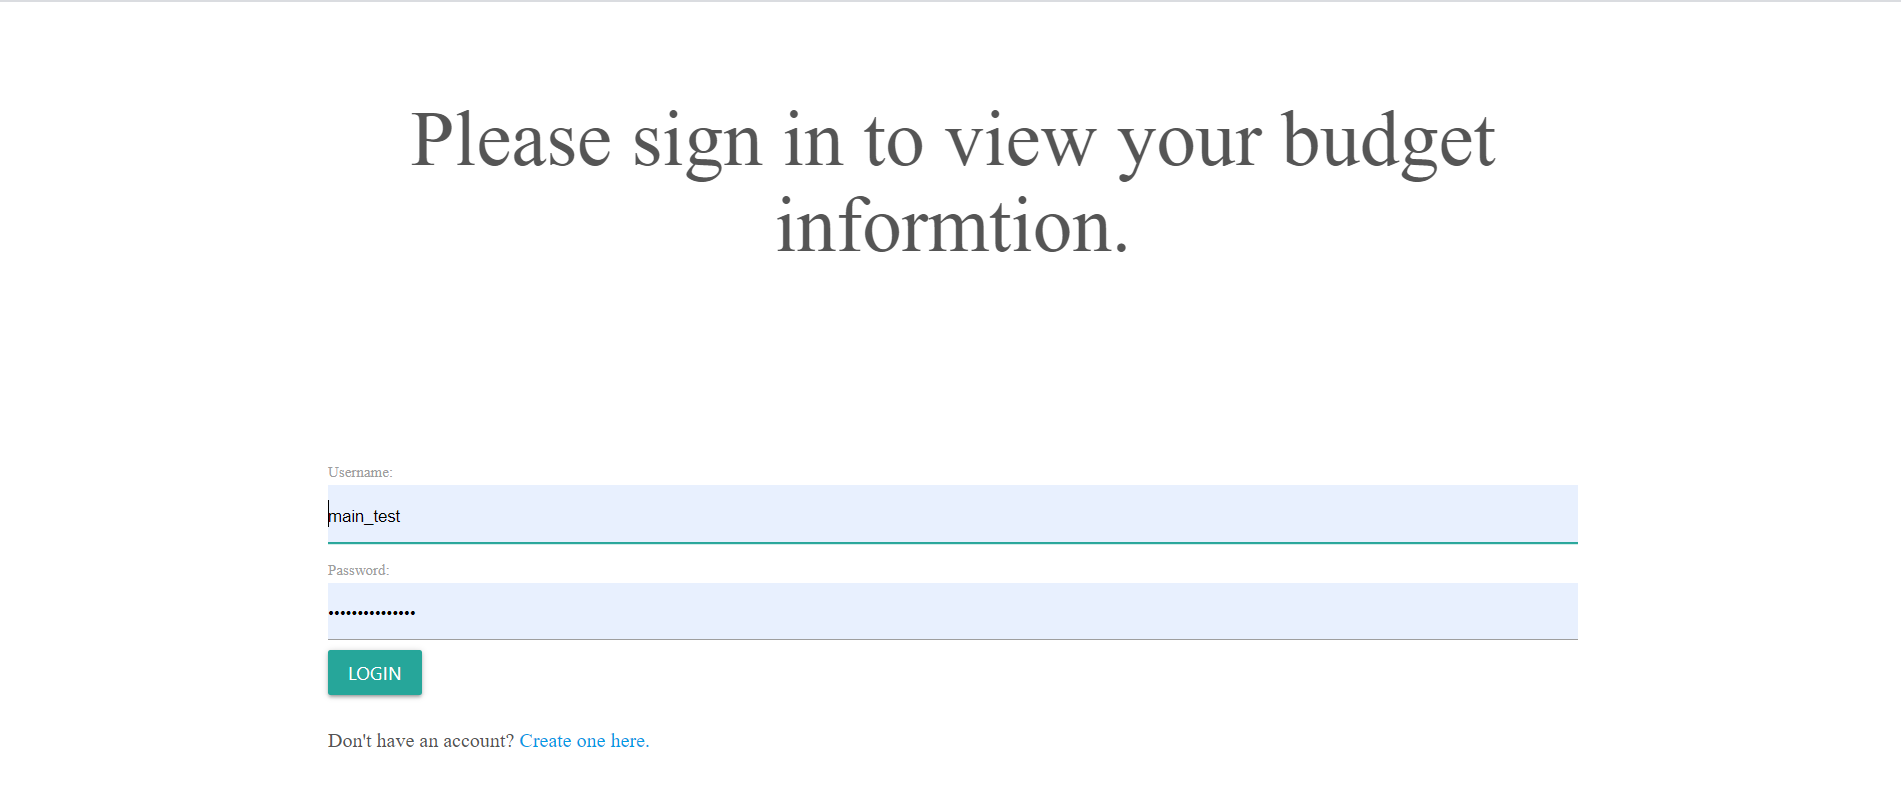 Please sign in to view your budget
informtion.
Username:
main_test
Password:
•••••••••••••••
LOGIN
Don't have an account? Create one here.